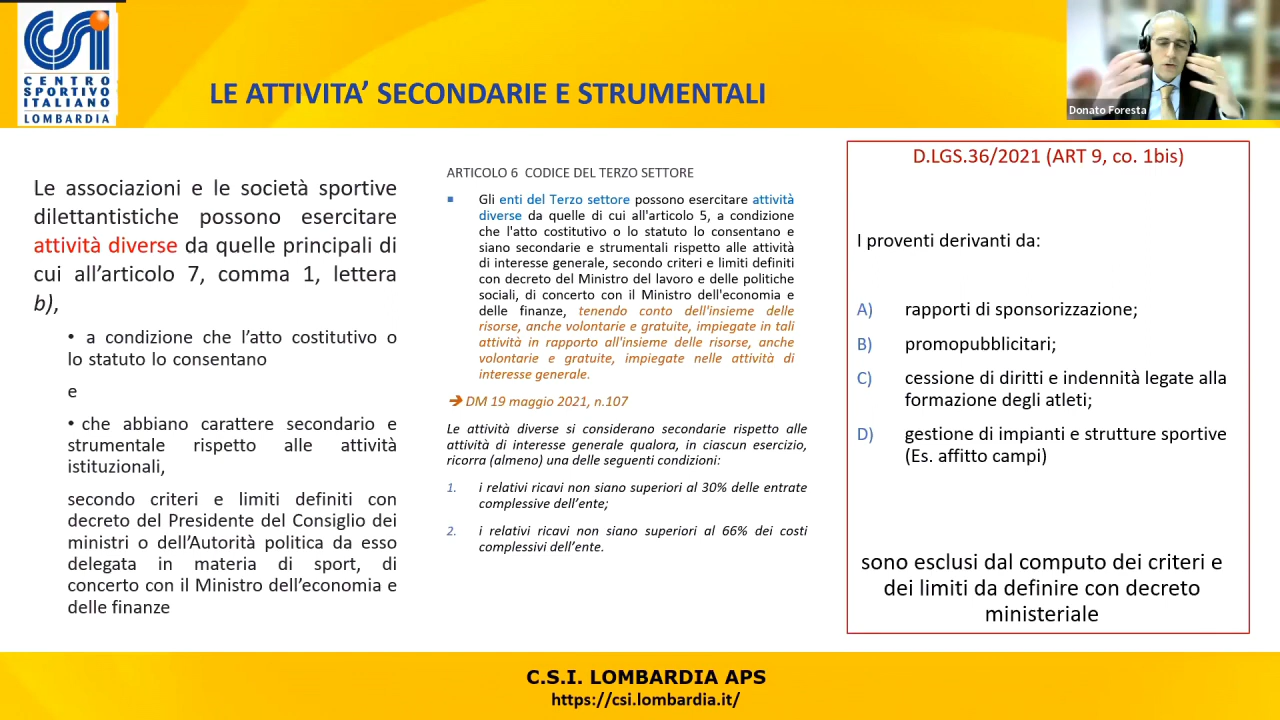 CENTRO
SPORTIVO
ITALIANO
LOMBARDIA
LE ATTIVITA’ SECONDARIE E STRUMENTALI
Donato Foresta
Le associazioni e le società sportive
dilettantistiche possono esercitare
attività diverse da quelle principali di
cui all’articolo 7, comma 1, lettera
b),
• a condizione che l’atto costitutivo o
lo statuto lo consentano
e
• che abbiano carattere secondario e
strumentale rispetto alle attività
istituzionali,
secondo criteri e limiti definiti con
decreto del Presidente del Consiglio dei
ministri o dell’Autorità politica da esso
delegata in materia di sport, di
concerto con il Ministro dell’economia e
delle finanze
ARTICOLO 6 CODICE DEL TERZO SETTORE
▪ Gli enti del Terzo settore possono esercitare attività
diverse da quelle di cui all'articolo 5, a condizione
che l'atto costitutivo o lo statuto lo consentano e
siano secondarie e strumentali rispetto alle attività
di interesse generale, secondo criteri e limiti definiti
con decreto del Ministro del lavoro e delle politiche
sociali, di concerto con il Ministro dell'economia e
delle finanze, tenendo conto dell'insieme delle
risorse, anche volontarie e gratuite, impiegate in tali
attività in rapporto all'insieme delle risorse, anche
volontarie e gratuite, impiegate nelle attività di
interesse generale.
➔ DM 19 maggio 2021, n.107
Le attività diverse si considerano secondarie rispetto alle
attività di interesse generale qualora, in ciascun esercizio,
ricorra (almeno) una delle seguenti condizioni:
1. i relativi ricavi non siano superiori al 30% delle entrate
complessive dell’ente;
2. i relativi ricavi non siano superiori al 66% dei costi
complessivi dell’ente.
D.LGS.36/2021 (ART 9, co. 1bis)
I proventi derivanti da:
A) rapporti di sponsorizzazione;
B) promopubblicitari;
C) cessione di diritti e indennità legate alla
formazione degli atleti;
D) gestione di impianti e strutture sportive
(Es. affitto campi)
sono esclusi dal computo dei criteri e
dei limiti da definire con decreto
ministeriale
C.S.I. LOMBARDIA APS
https://csi.lombardia.it/